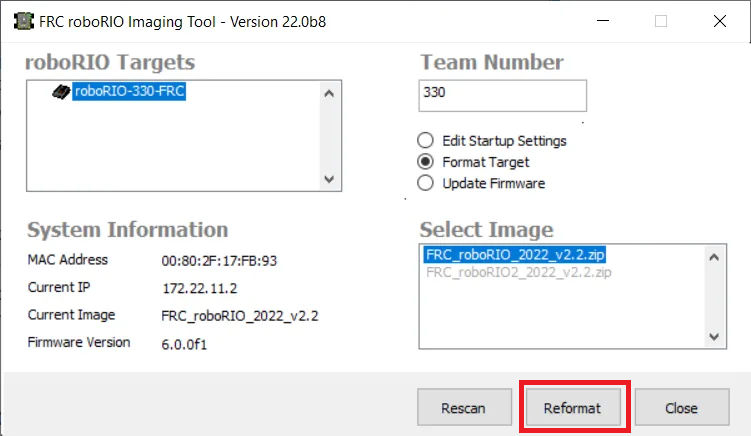 FRC roboRIO Imaging Tool - Version 22.0b8
roboRIO Targets
roboRIO-330-FRC
Team Number
330
Edit Startup Settings
Format Target
Update Firmware
System Information
MAC Address 00:80:2F:17:FB:93
Current IP 172.22.11.2
Current Image FRC_roboRIO_2022_v2.2
Firmware Version 6.0.0f1
Select Image
FRC_roboRIO_2022_v2.2.zip
FRC_roboRIO2_2022_v2.2.zip
Rescan Reformat Close